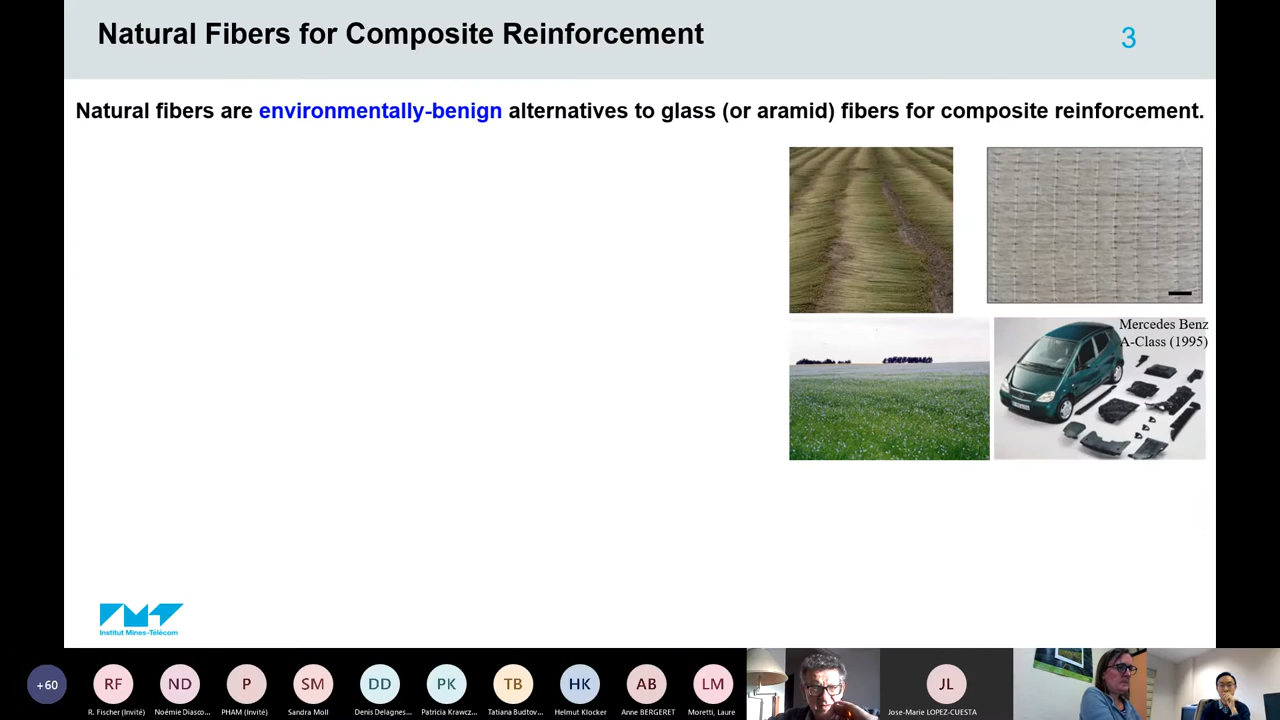 Natural Fibers for Composite Reinforcement
3
Natural fibers are environmentally-benign alternatives to glass (or aramid) fibers for composite reinforcement.
Mercedes Benz
A-Class (1995)
Institut Mines-Télécom
+60
RF
ND
P
SM
DD
PK
TB
HK
AB
LM
JL
R. Fischer (Invité)
Noémie Diasco...
PHAM (Invité)
Sandra Moll
Denis Delagnes...
Patricia Krawcz...
Tatiana Budtov...
Helmut Klocker
Anne BERGERET
Moretti, Laure
Jose-Marie LOPEZ-CUESTA